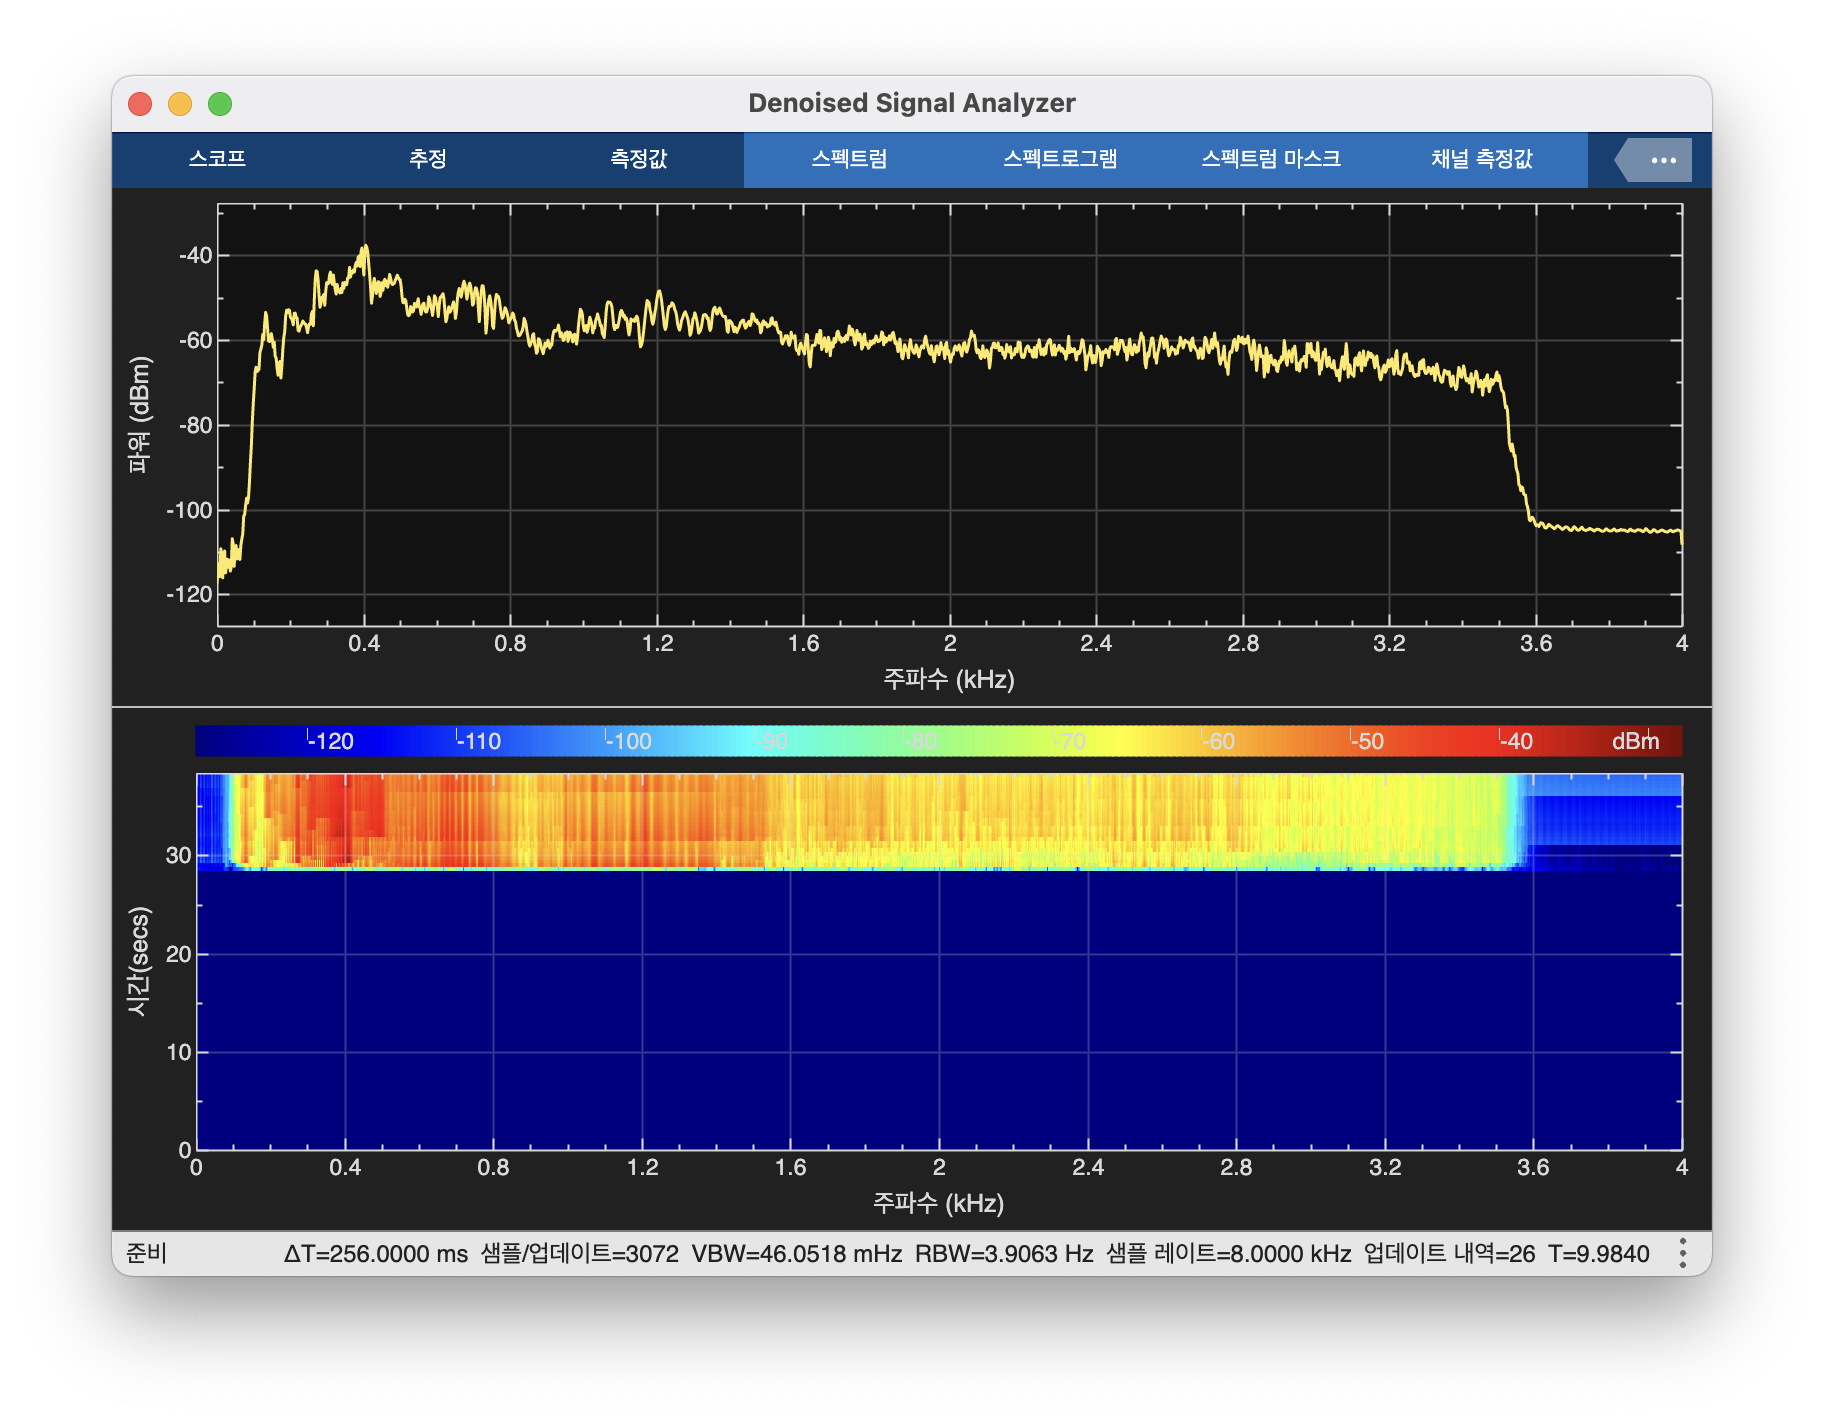 Denoised Signal Analyzer
스코프 추정 측정값 스펙트럼 스펙트로그램 스펙트럼 마스크 채널 측정값
-40
-60
-80
-100
-120
파워 (dBm)
0 0.4 0.8 1.2 1.6 2 2.4 2.8 3.2 3.6 4
주파수 (kHz)
-120 -110 -100 -90 -80 -70 -60 -50 -40 dBm
30
20
10
0
시간(secs)
0 0.4 0.8 1.2 1.6 2 2.4 2.8 3.2 3.6 4
주파수 (kHz)
준비 ΔT=256.0000 ms 샘플/업데이트=3072 VBW=46.0518 mHz RBW=3.9063 Hz 샘플 레이트=8.0000 kHz 업데이트 내역=26 T=9.9840